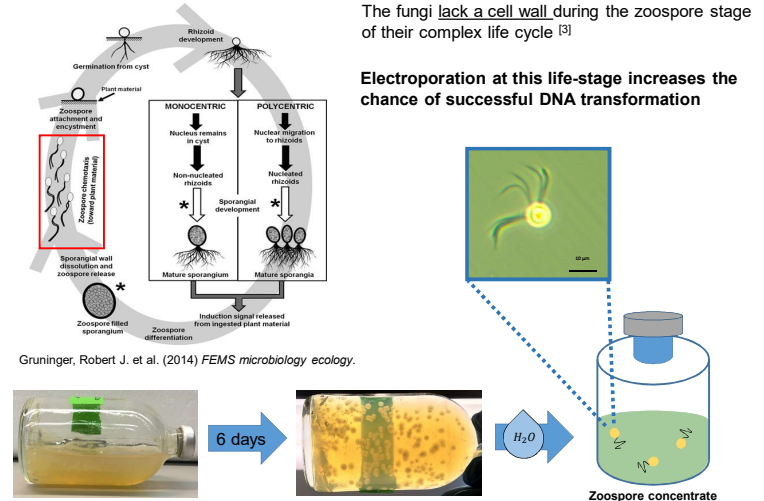 The fungi lack a cell wall during the zoospore stage
of their complex life cycle [3]
Electroporation at this life-stage increases the
chance of successful DNA transformation
Rhizoid
development
Germination from cyst
Plant material
Zoospore
attachment and
encystment
Zoospore chemotaxis
(toward plant material)
Sporangial wall
dissolution and
zoospore release
*
Zoospore filled
sporangium
Zoospore
differentiation
MONOCENTRIC
Nucleus remains
in cyst
Non-nucleated
rhizoids
*
Mature sporangium
POLYCENTRIC
Nuclear migration
to rhizoids
Nucleated
rhizoids
*
Mature sporangia
Sporangial
development
Induction signal released
from ingested plant material
Gruninger, Robert J. et al. (2014) FEMS microbiology ecology.
10 µm
6 days
H₂O
Zoospore concentrate